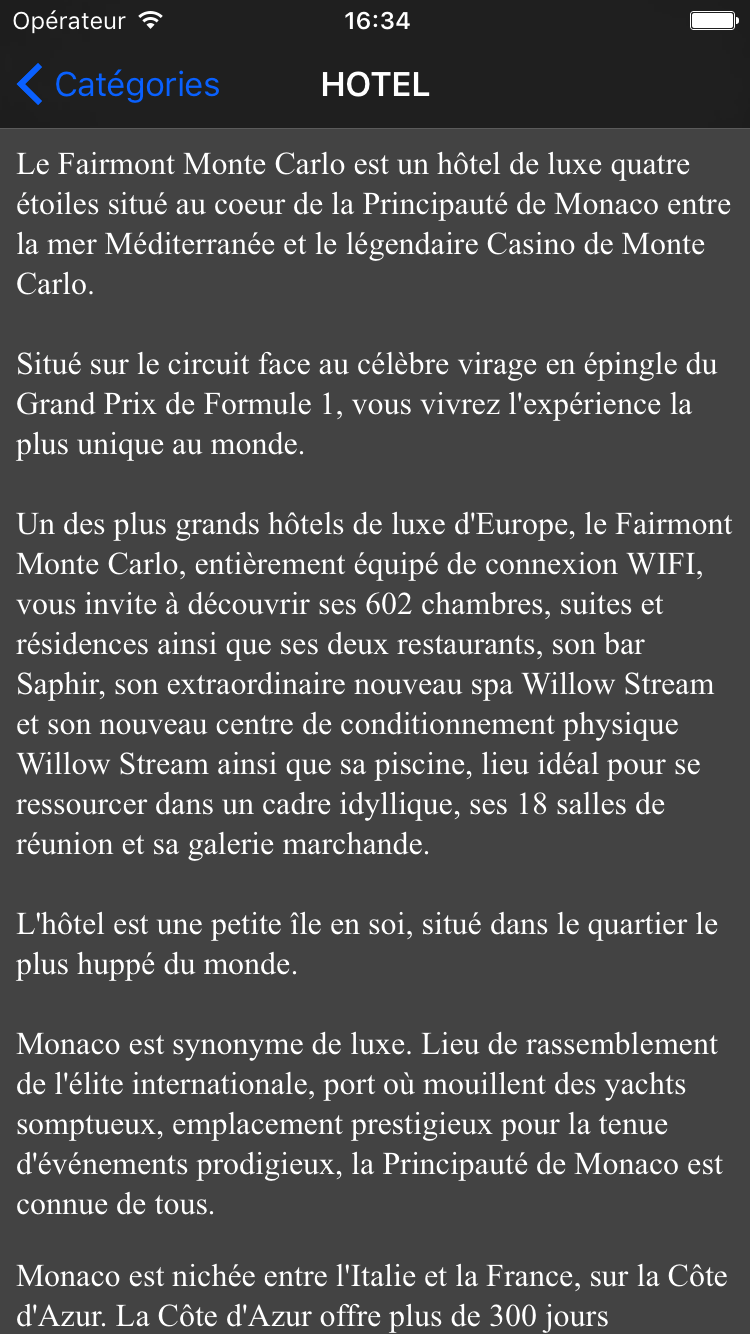 Opérateur 16:34
Catégories HOTEL
Le Fairmont Monte Carlo est un hôtel de luxe quatre
étoiles situé au coeur de la Principauté de Monaco entre
la mer Méditerranée et le légendaire Casino de Monte
Carlo.
Situé sur le circuit face au célèbre virage en épingle du
Grand Prix de Formule 1, vous vivrez l'expérience la
plus unique au monde.
Un des plus grands hôtels de luxe d'Europe, le Fairmont
Monte Carlo, entièrement équipé de connexion WIFI,
vous invite à découvrir ses 602 chambres, suites et
résidences ainsi que ses deux restaurants, son bar
Saphir, son extraordinaire nouveau spa Willow Stream
et son nouveau centre de conditionnement physique
Willow Stream ainsi que sa piscine, lieu idéal pour se
ressourcer dans un cadre idyllique, ses 18 salles de
réunion et sa galerie marchande.
L'hôtel est une petite île en soi, situé dans le quartier le
plus huppé du monde.
Monaco est synonyme de luxe. Lieu de rassemblement
de l'élite internationale, port où mouillent des yachts
somptueux, emplacement prestigieux pour la tenue
d'événements prodigieux, la Principauté de Monaco est
connue de tous.
Monaco est nichée entre l'Italie et la France, sur la Côte
d'Azur. La Côte d'Azur offre plus de 300 jours